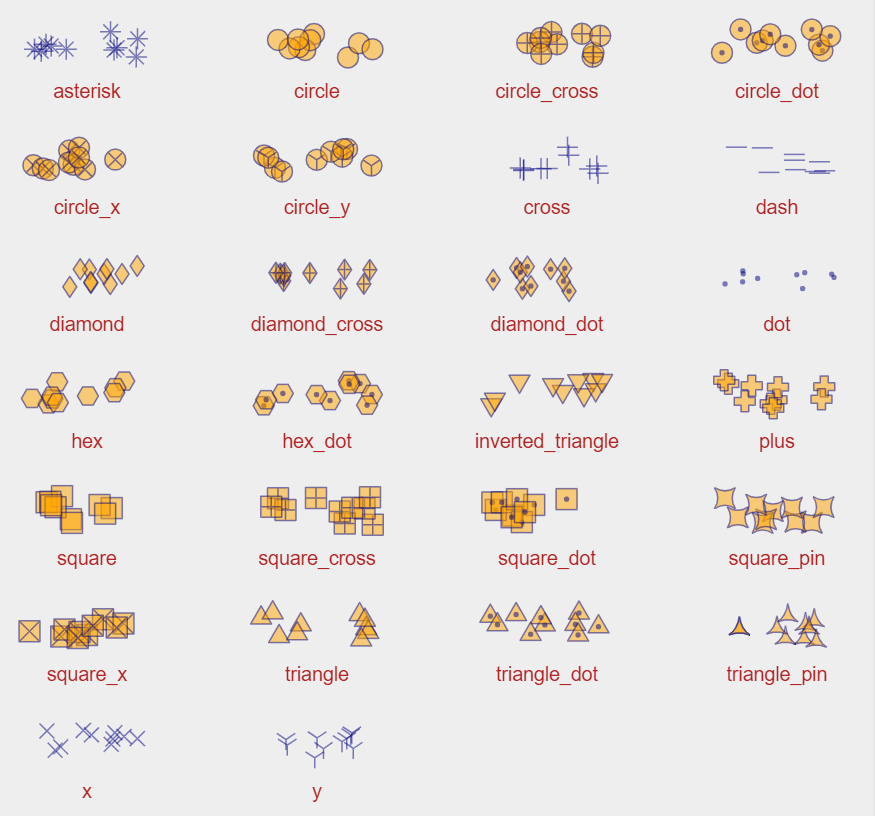 asterisk circle circle_cross circle_dot
circle_x circle_y cross dash
diamond diamond_cross diamond_dot dot
hex hex_dot inverted_triangle plus
square square_cross square_dot square_pin
square_x triangle triangle_dot triangle_pin
x y